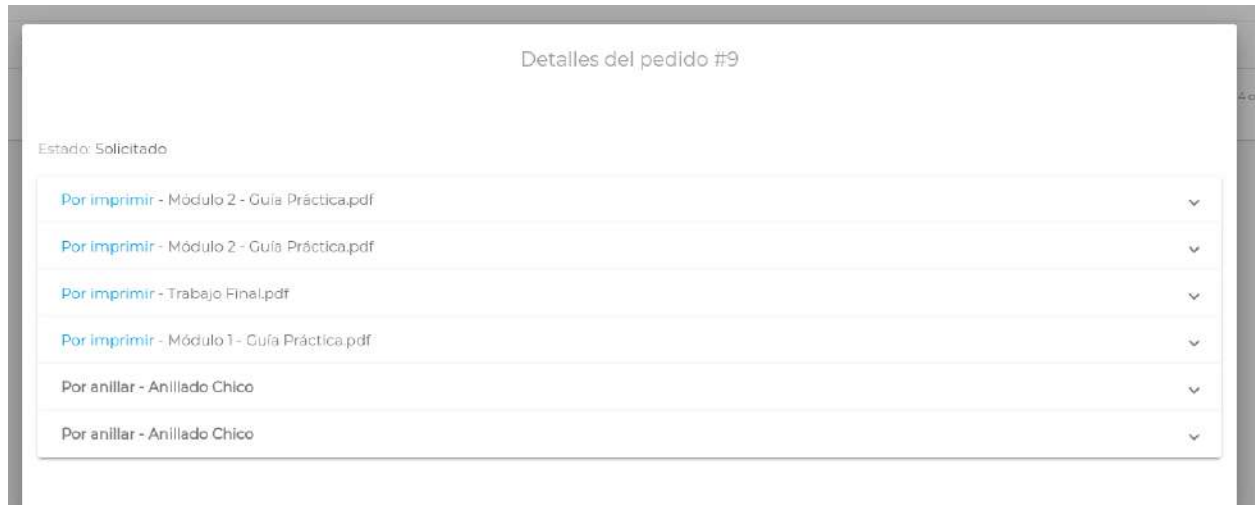 Detalles del pedido #9
Estado: Solicitado
Por imprimir - Módulo 2 - Guía Práctica.pdf
Por imprimir - Módulo 2 - Guía Práctica.pdf
Por imprimir - Trabajo Final.pdf
Por imprimir - Módulo 1 - Guía Práctica.pdf
Por anillar - Anillado Chico
Por anillar - Anillado Chico